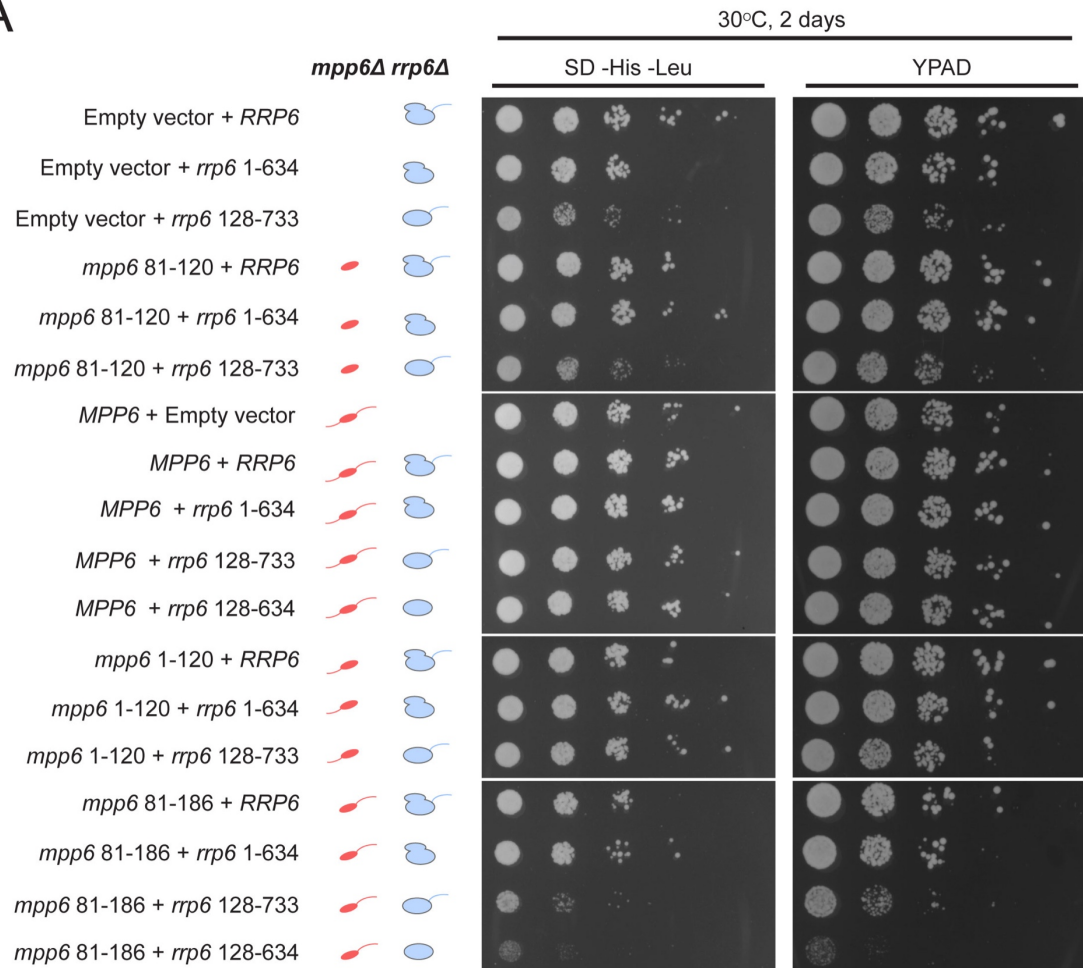 A
30°C, 2 days
mpp6Δ rrp6Δ
SD -His -Leu
YPAD
Empty vector + RRP6
Empty vector + rrp6 1-634
Empty vector + rrp6 128-733
mpp6 81-120 + RRP6
mpp6 81-120 + rrp6 1-634
mpp6 81-120 + rrp6 128-733
MPP6 + Empty vector
MPP6 + RRP6
MPP6 + rrp6 1-634
MPP6 + rrp6 128-733
MPP6 + rrp6 128-634
mpp6 1-120 + RRP6
mpp6 1-120 + rrp6 1-634
mpp6 1-120 + rrp6 128-733
mpp6 81-186 + RRP6
mpp6 81-186 + rrp6 1-634
mpp6 81-186 + rrp6 128-733
mpp6 81-186 + rrp6 128-634